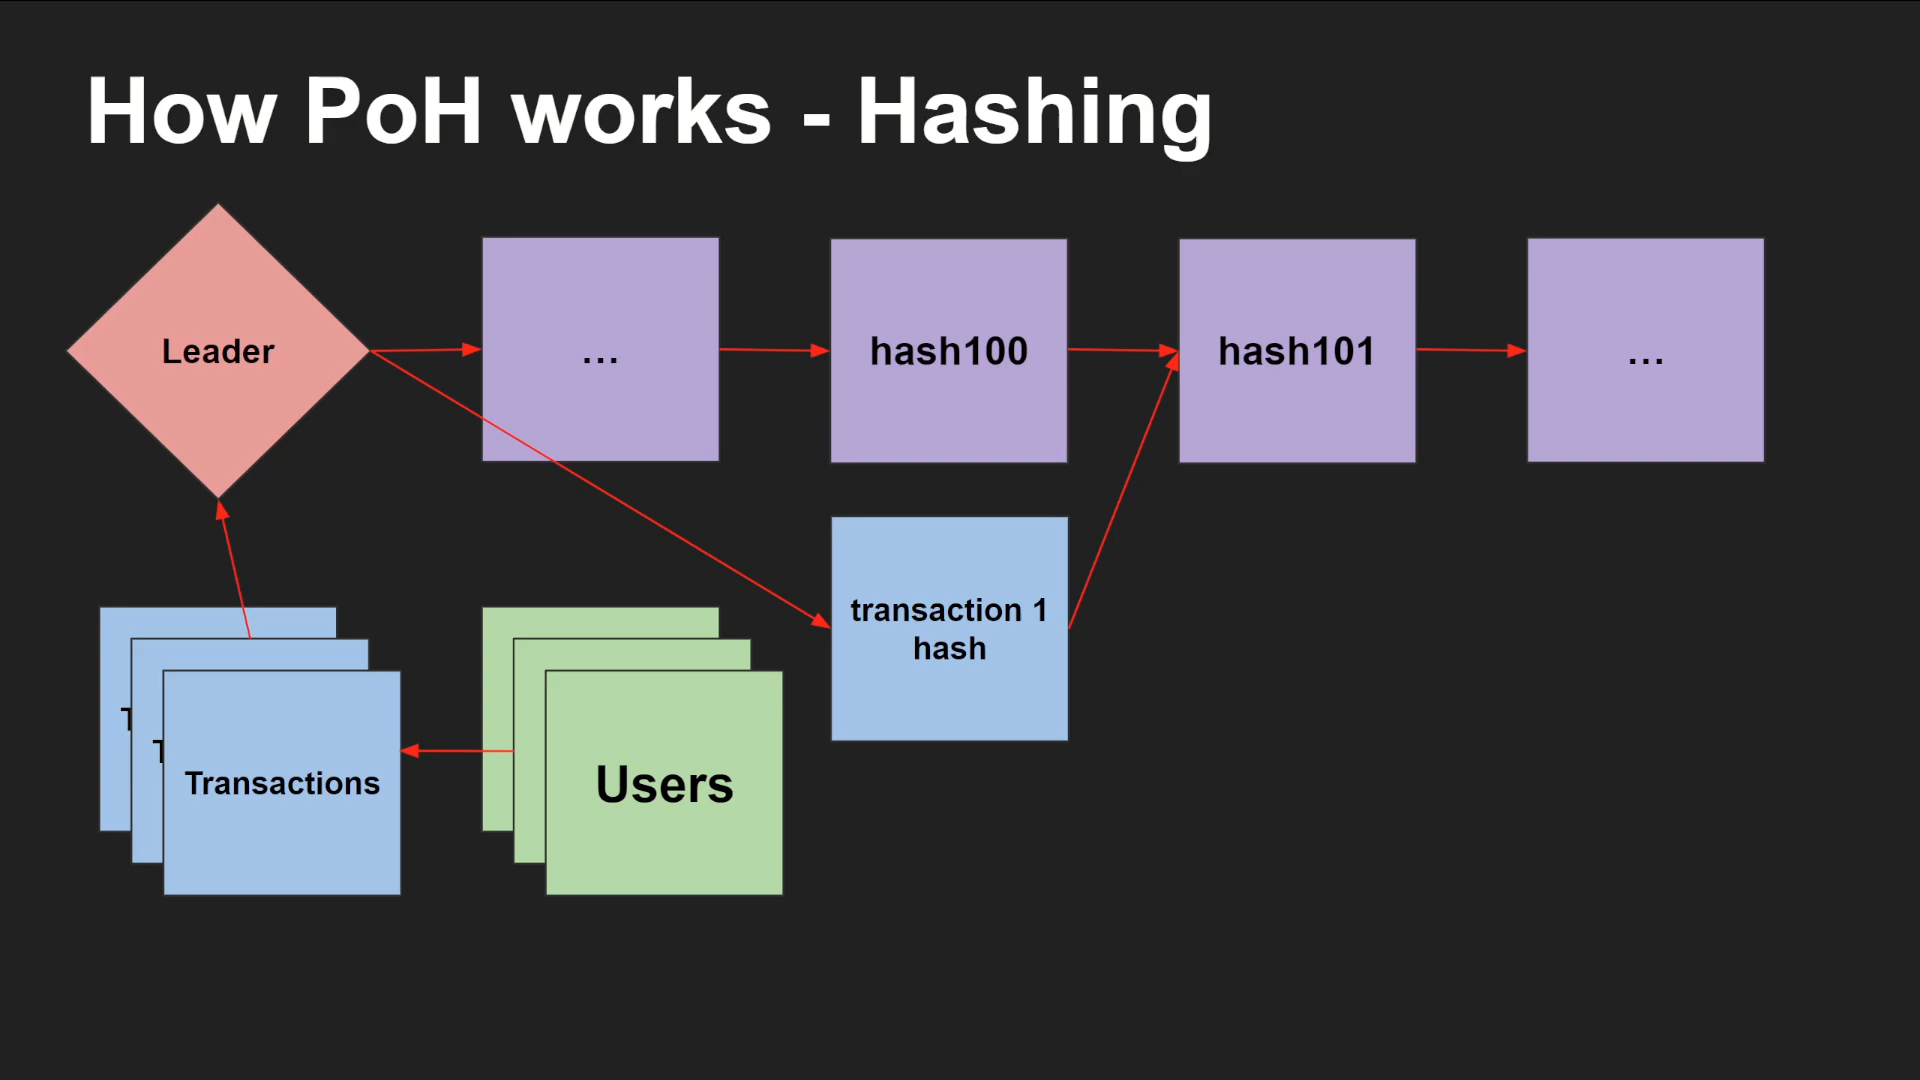 How PoH works - Hashing
Leader
...
hash100
hash101
...
transaction 1
hash
T
T
Transactions
Users